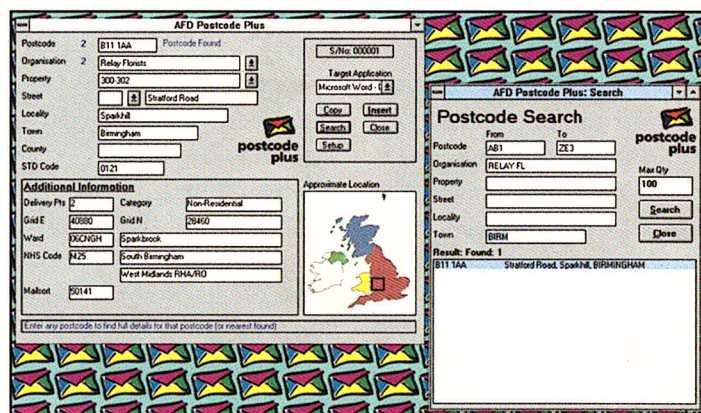 AFD Postcode Plus
Postcode 2 B11 1AA Postcode Found
Organisation 2 Relay Florists
Property 300-302
Street Stratford Road
Locality Sparkhill
Town Birmingham
County
STD Code 0121
postcode
plus
S/No: 000001
Target Application
Microsoft Word - D
Copy Insert
Search Close
Setup
Additional Information
Delivery Pts 2 Category Non-Residential
Grid E 40880 Grid N 28460
Ward 06CNGH Sparkbrook
NHS Code M25 South Birmingham
West Midlands RHA/RO
Mailsort 50141
Approximate Location
Enter any postcode to find full details for that postcode (or nearest found)
AFD Postcode Plus: Search
Postcode Search
From To
Postcode AB1 ZE3
Organisation RELAY FL
Property
Street
Locality
Town BIRM
postcode
plus
Max Qty
100
Search
Close
Result: Found: 1
B11 1AA Stratford Road, Sparkhill, BIRMINGHAM